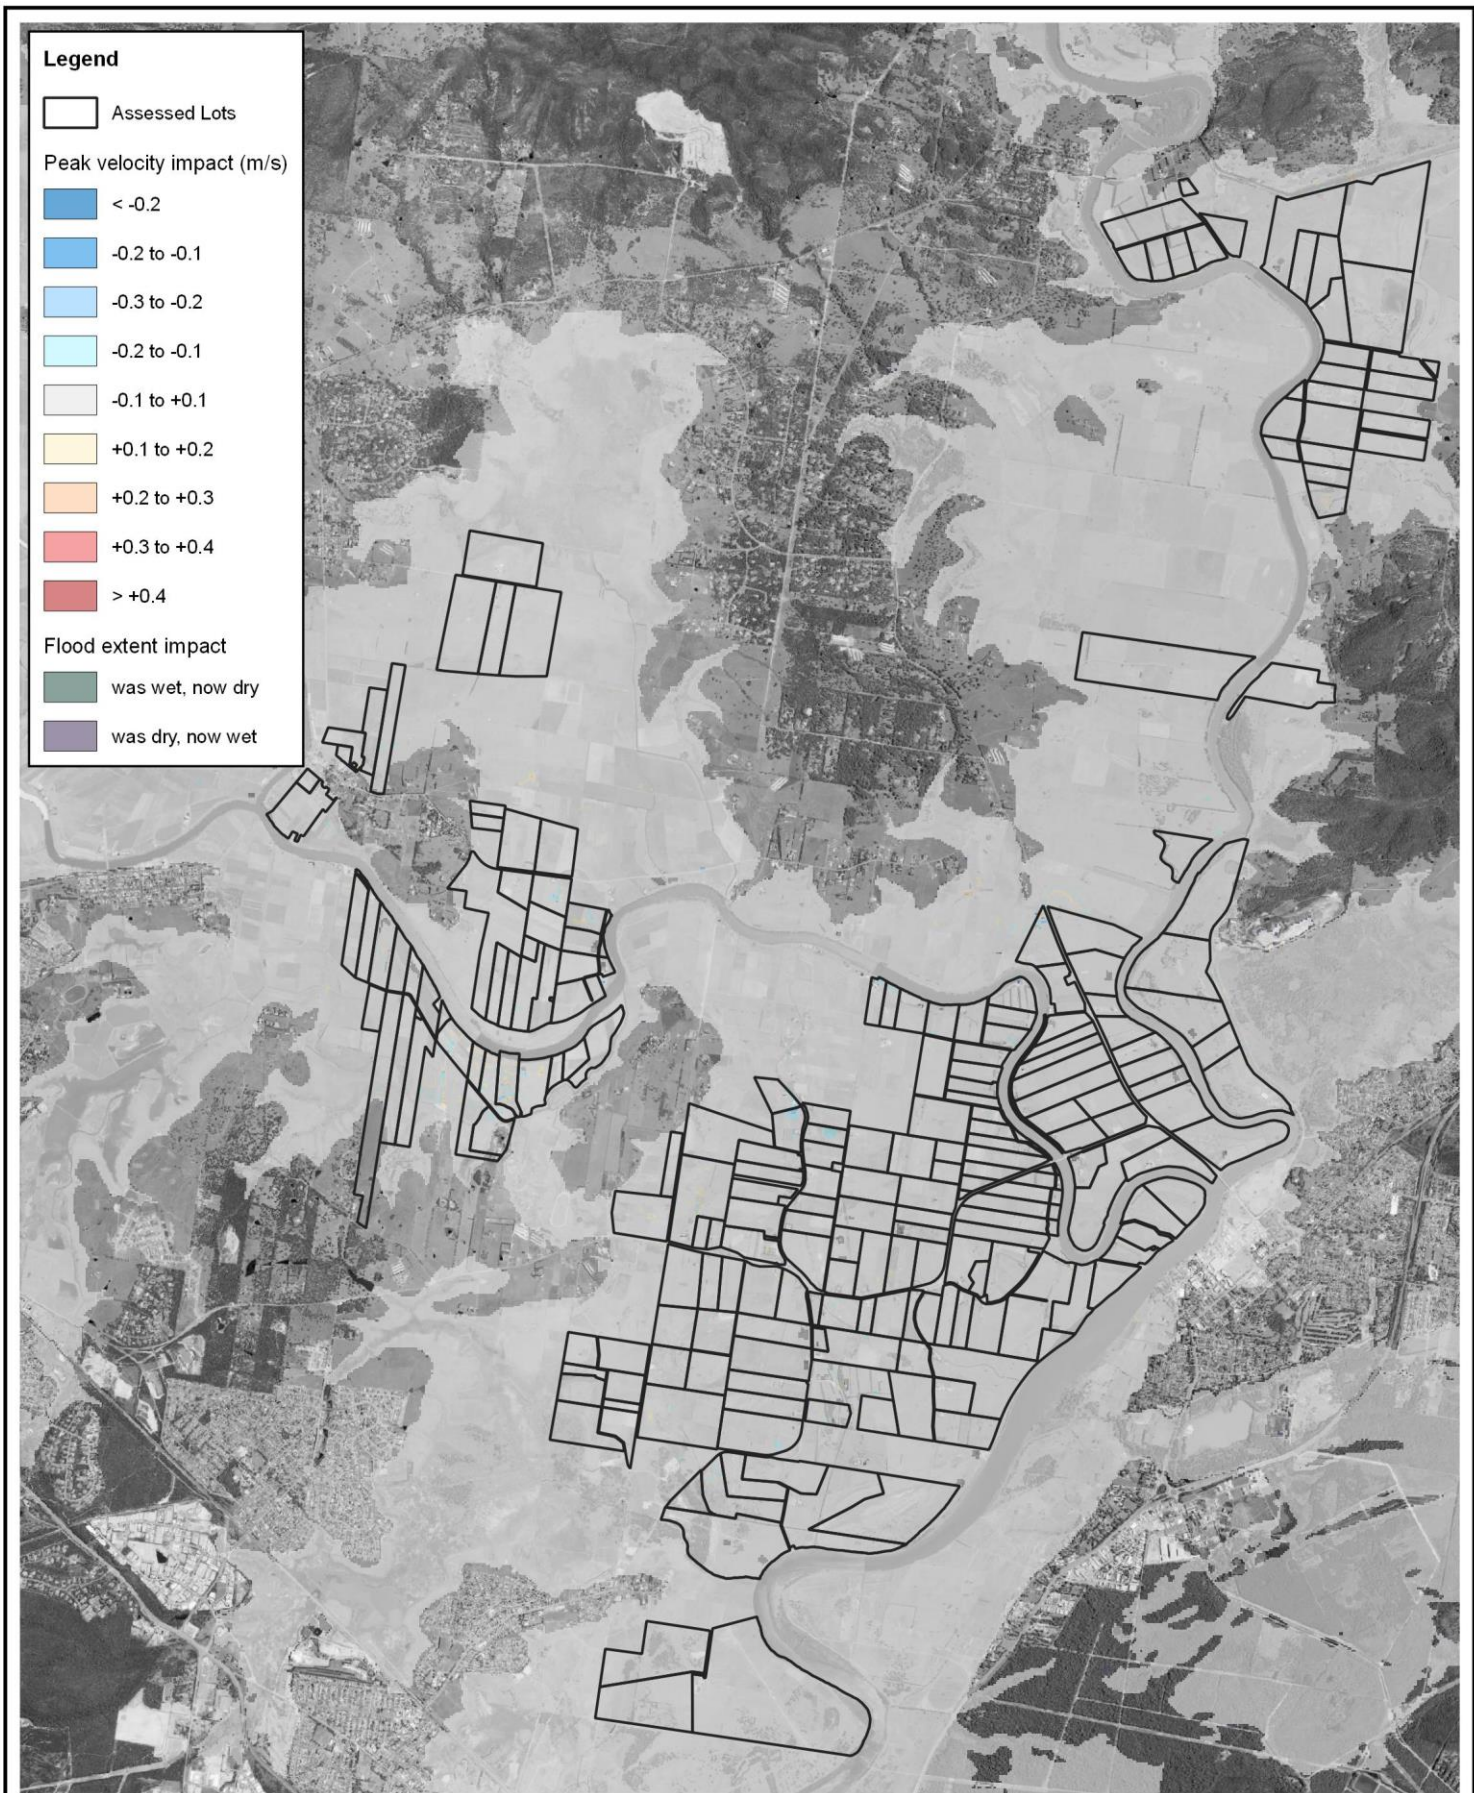 Legend
Assessed Lots
Peak velocity impact (m/s)
< -0.2
-0.2 to -0.1
-0.3 to -0.2
-0.2 to -0.1
-0.1 to +0.1
+0.1 to +0.2
+0.2 to +0.3
+0.3 to +0.4
> +0.4
Flood extent impact
was wet, now dry
was dry, now wet